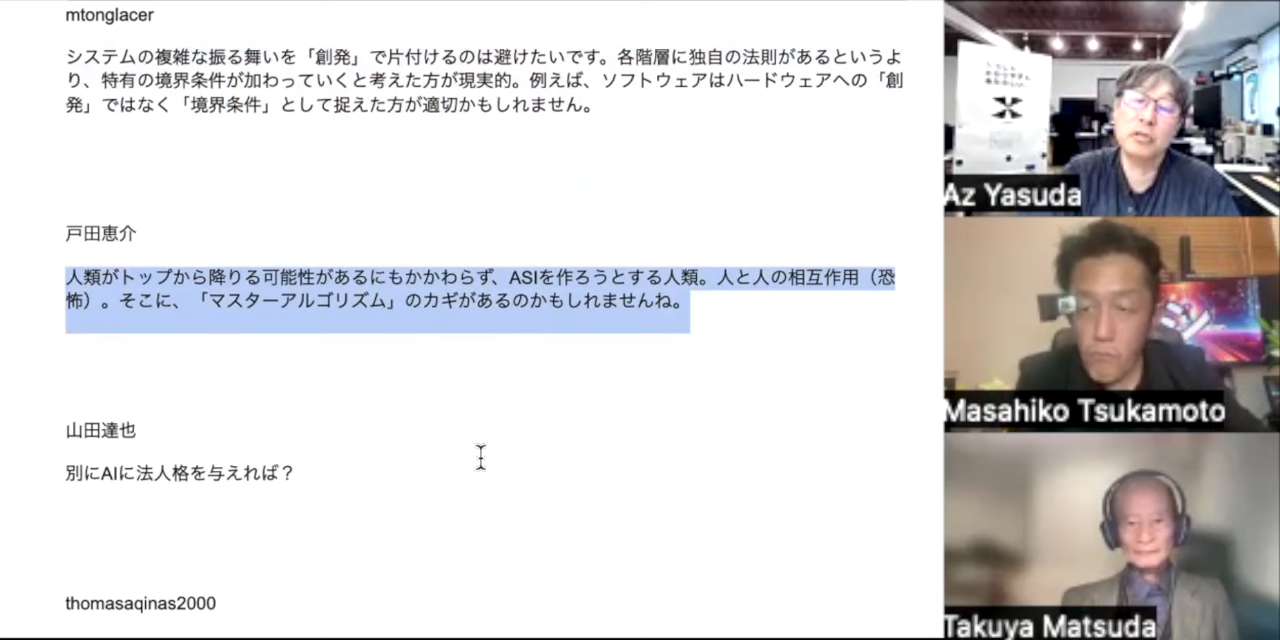 mtonglacer
システムの複雑な振る舞いを「創発」で片付けるのは避けたいです。各階層に独自の法則があるというよ
り、特有の境界条件が加わっていくと考えた方が現実的。例えば、ソフトウェアはハードウェアへの「創
発」ではなく「境界条件」として捉えた方が適切かもしれません。
戸田恵介
人類がトップから降りる可能性があるにもかかわらず、ASIを作ろうとする人類。人と人の相互作用（恐
怖）。そこに、「マスターアルゴリズム」のカギがあるのかもしれませんね。
山田達也
別にAIに法人格を与えれば？
thomasaqinas2000
Az Yasuda
Masahiko Tsukamoto
Takuya Matsuda